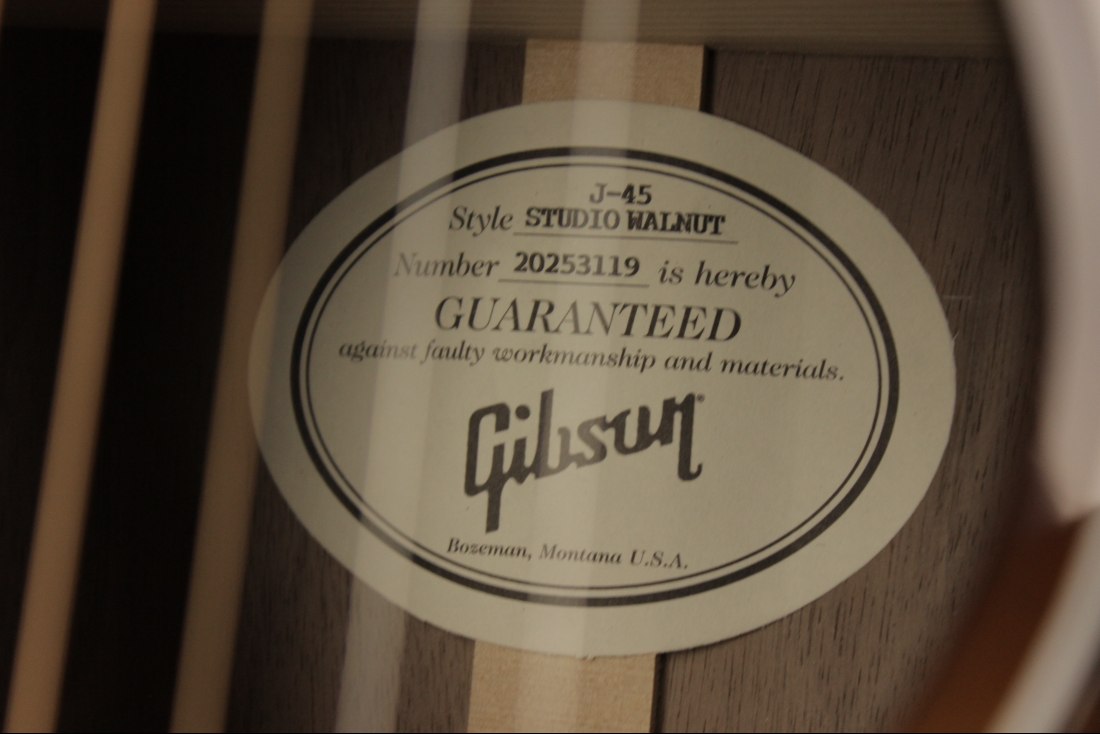 J-45
Style STUDIO WALNUT
Number 20253119 is hereby
GUARANTEED
against faulty workmanship and materials.
Gibson
Bozeman, Montana U.S.A.